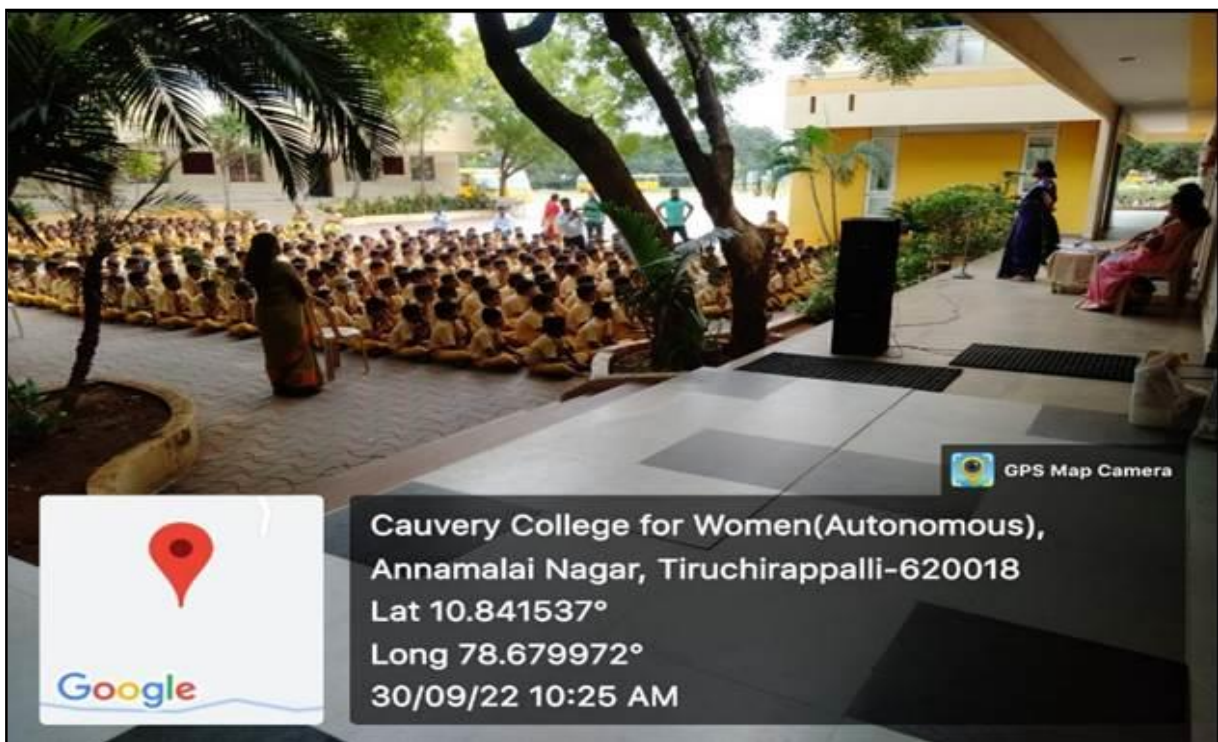 GPS Map Camera
Cauvery College for Women(Autonomous),
Annamalai Nagar, Tiruchirappalli-620018
Lat 10.841537°
Long 78.679972°
30/09/22 10:25 AM
Google